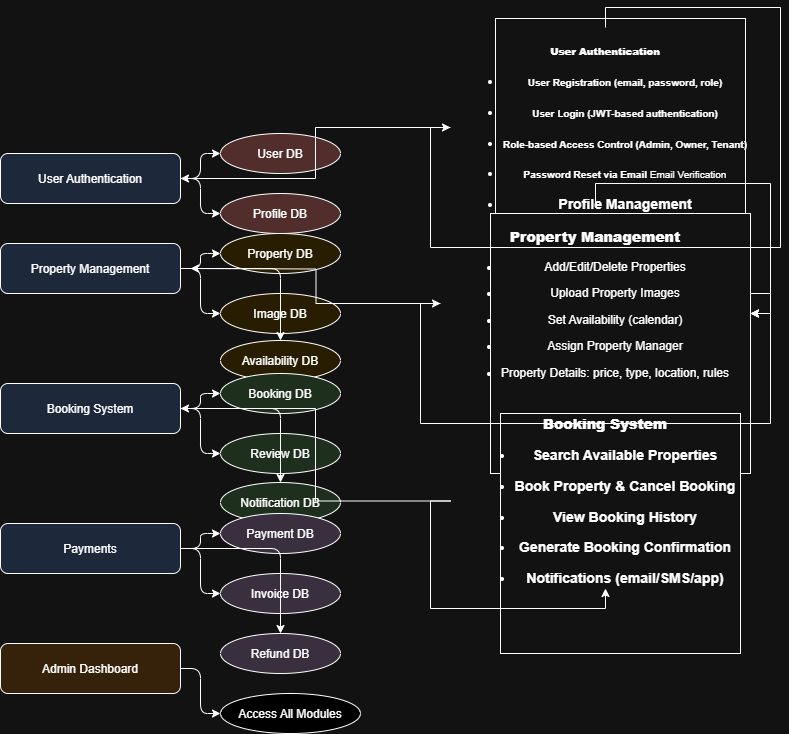 User Authentication
User DB
Profile DB
Property Management
Property DB
Image DB
Availability DB
Booking System
Booking DB
Review DB
Notification DB
Payments
Payment DB
Invoice DB
Refund DB
Admin Dashboard
Access All Modules
User Authentication
User Registration (email, password, role)
User Login (JWT-based authentication)
Role-based Access Control (Admin, Owner, Tenant)
Password Reset via Email Email Verification
Profile Management
Property Management
Add/Edit/Delete Properties
Upload Property Images
Set Availability (calendar)
Assign Property Manager
Property Details: price, type, location, rules
Booking System
Search Available Properties
Book Property & Cancel Booking
View Booking History
Generate Booking Confirmation
Notifications (email/SMS/app)